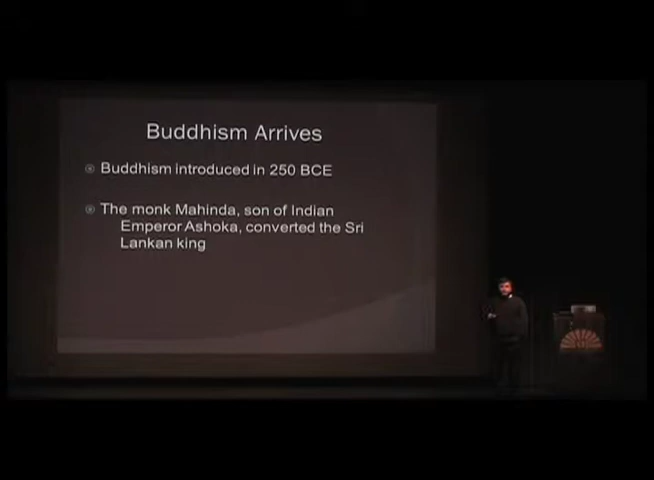 Buddhism Arrives
Buddhism introduced in 250 BCE
The monk Mahinda, son of Indian
Emperor Ashoka, converted the Sri
Lankan king